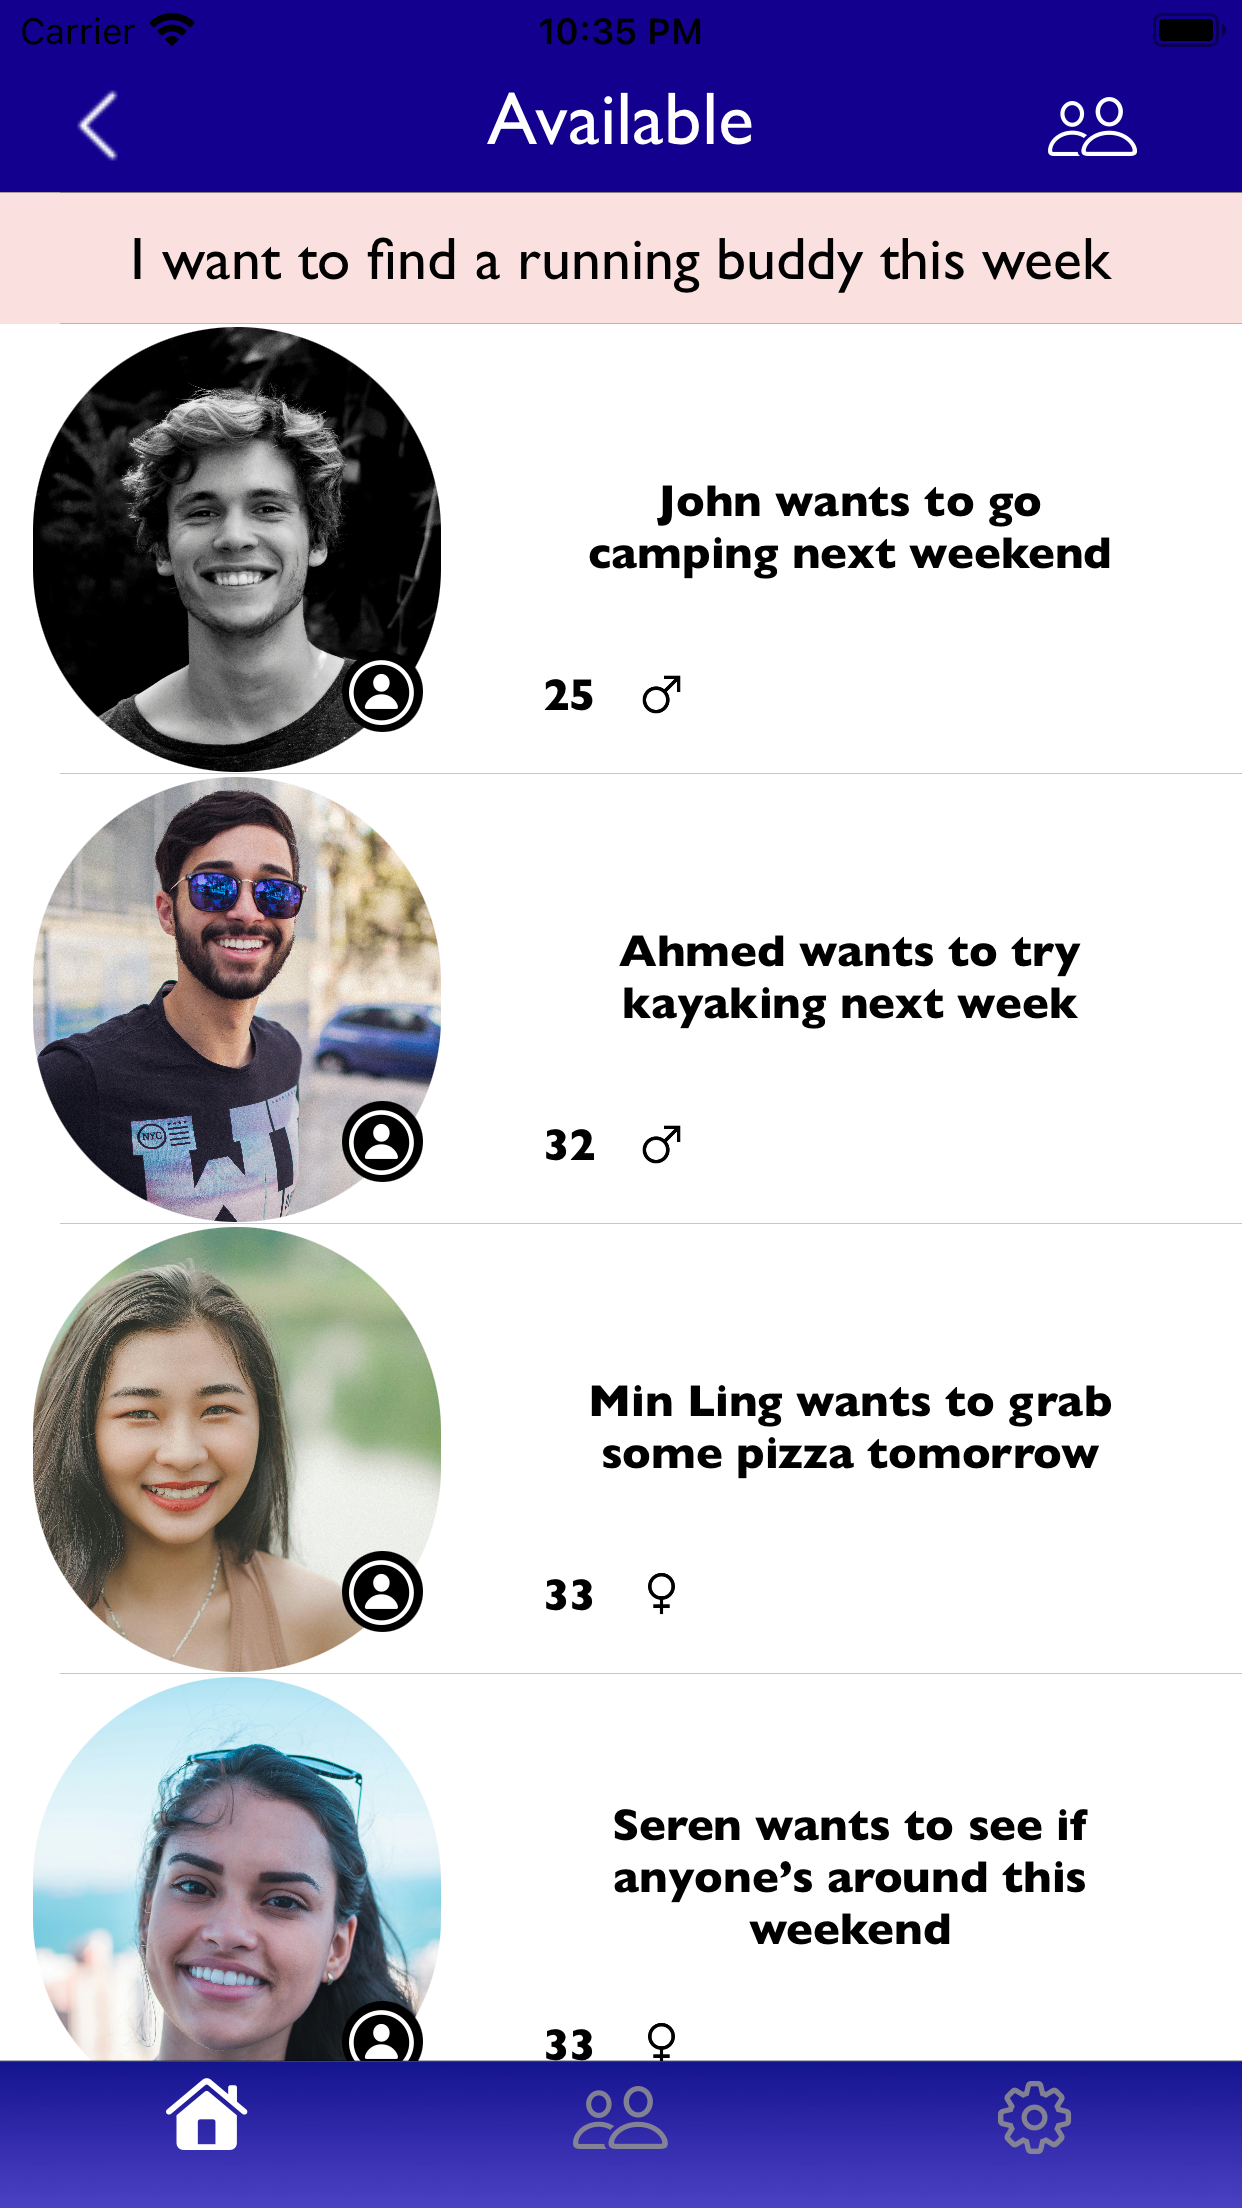 Carrier 10:35 PM
Available
I want to find a running buddy this week
John wants to go
camping next weekend
25 ♂
Ahmed wants to try
kayaking next week
NYC
32 ♂
Min Ling wants to grab
some pizza tomorrow
33 ♀
Seren wants to see if
anyone’s around this
weekend
33 ♀